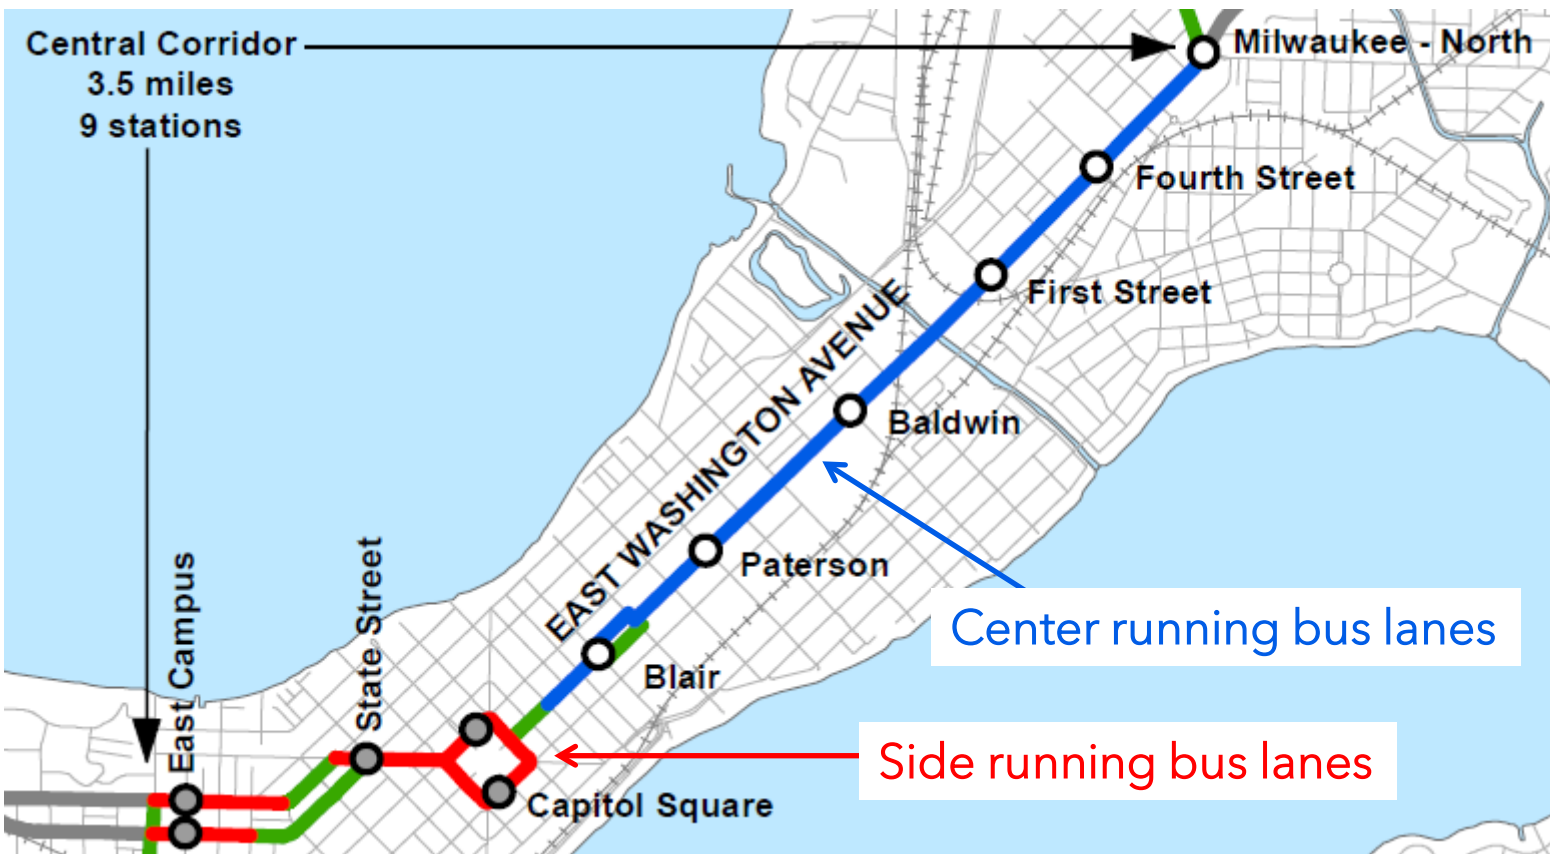 Central Corridor
3.5 miles
9 stations
Milwaukee - North
Fourth Street
First Street
EAST WASHINGTON AVENUE
Baldwin
Paterson
Center running bus lanes
Blair
State Street
East Campus
Side running bus lanes
Capitol Square